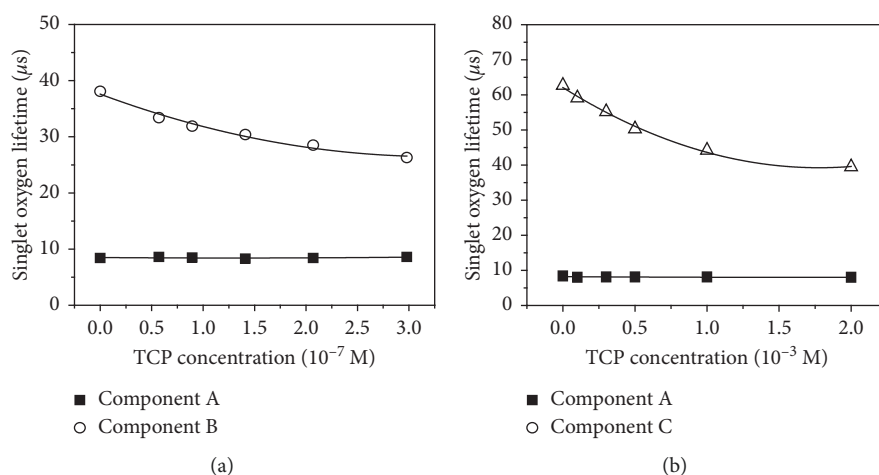 50
40
30
20
10
0
Singlet oxygen lifetime (μs)
0.0 0.5 1.0 1.5 2.0 2.5 3.0
TCP concentration (10⁻⁷ M)
Component A
Component B
(a)
80
70
60
50
40
30
20
10
0
Singlet oxygen lifetime (μs)
0.0 0.5 1.0 1.5 2.0
TCP concentration (10⁻³ M)
Component A
Component C
(b)